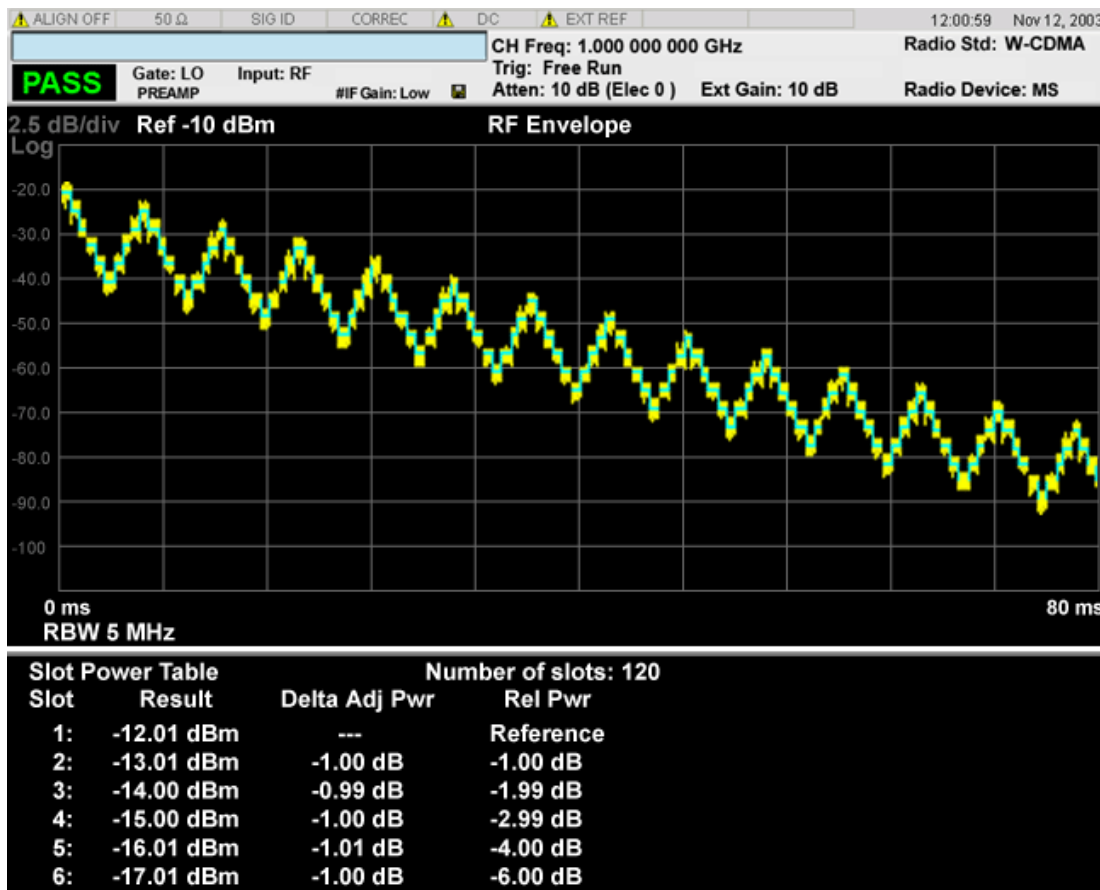 ALIGN OFF 50 Ω SIG ID CORREC DC EXT REF 12:00:59 Nov 12, 2003
CH Freq: 1.000 000 000 GHz Radio Std: W-CDMA
Trig: Free Run
PASS Gate: LO Input: RF
PREAMP #IF Gain: Low Atten: 10 dB (Elec 0 ) Ext Gain: 10 dB Radio Device: MS
2.5 dB/div Ref -10 dBm RF Envelope
Log
-20.0
-30.0
-40.0
-50.0
-60.0
-70.0
-80.0
-90.0
-100
0 ms 80 ms
RBW 5 MHz
Slot Power Table Number of slots: 120
Slot Result Delta Adj Pwr Rel Pwr
1: -12.01 dBm --- Reference
2: -13.01 dBm -1.00 dB -1.00 dB
3: -14.00 dBm -0.99 dB -1.99 dB
4: -15.00 dBm -1.00 dB -2.99 dB
5: -16.01 dBm -1.01 dB -4.00 dB
6: -17.01 dBm -1.00 dB -6.00 dB